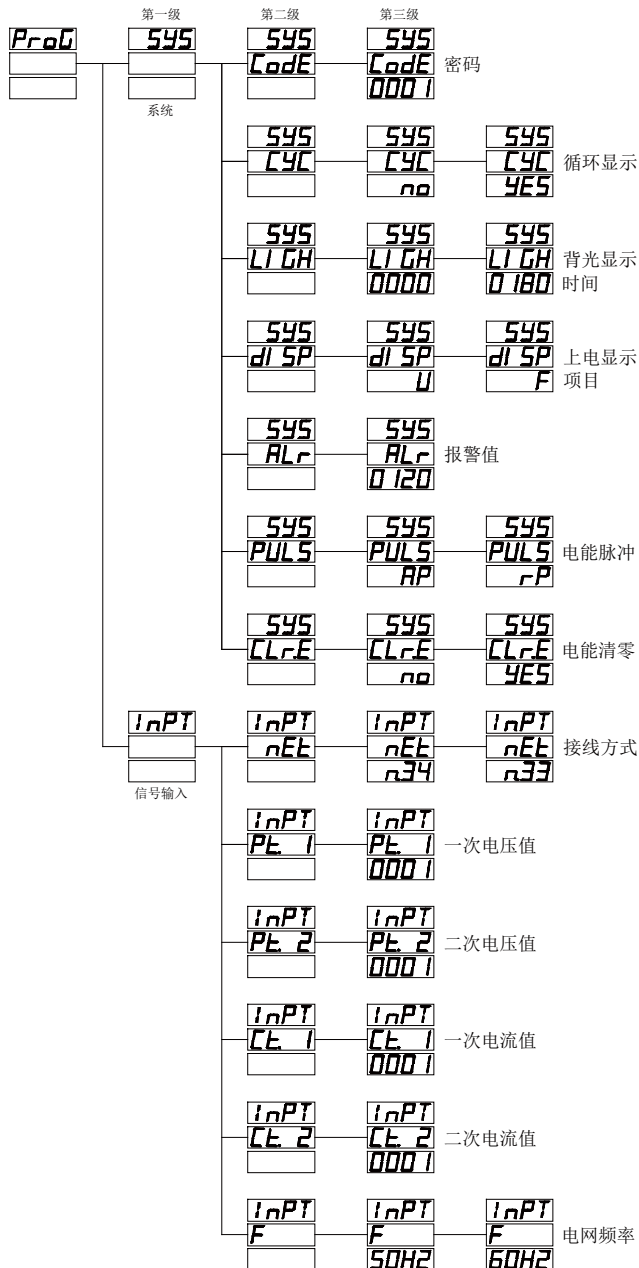 第一级 第二级 第三级
ProG SYS SYS SYS
CodE CodE 密码
0001
系统
SYS SYS SYS
CYC CYC CYC 循环显示
no YES
SYS SYS SYS
LIGH LIGH LIGH 背光显示
0000 0180 时间
SYS SYS SYS
dISP dISP dISP 上电显示
U F 项目
SYS SYS
ALr ALr 报警值
0120
SYS SYS SYS
PULS PULS PULS 电能脉冲
AP rP
SYS SYS SYS
CLr.E CLr.E CLr.E 电能清零
no YES
InPT InPT InPT InPT
nEt nEt nEt 接线方式
n.34 n.33
信号输入
InPT InPT
Pt. 1 Pt. 1 一次电压值
0001
InPT InPT
Pt. 2 Pt. 2 二次电压值
0001
InPT InPT
Ct. 1 Ct. 1 一次电流值
0001
InPT InPT
Ct. 2 Ct. 2 二次电流值
0001
InPT InPT InPT
F F F 电网频率
50HZ 60HZ